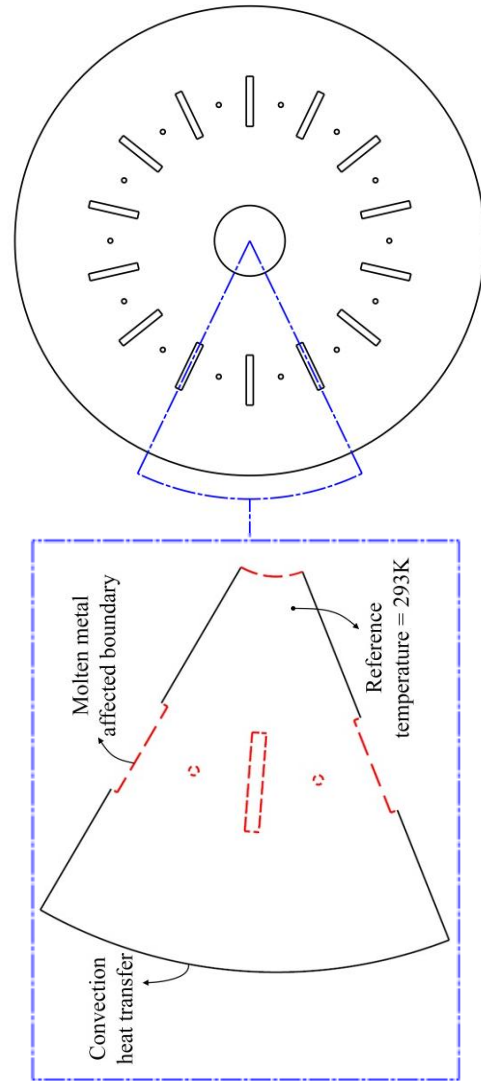 Molten metal
affected boundary
Reference
temperature = 293K
Convection
heat transfer